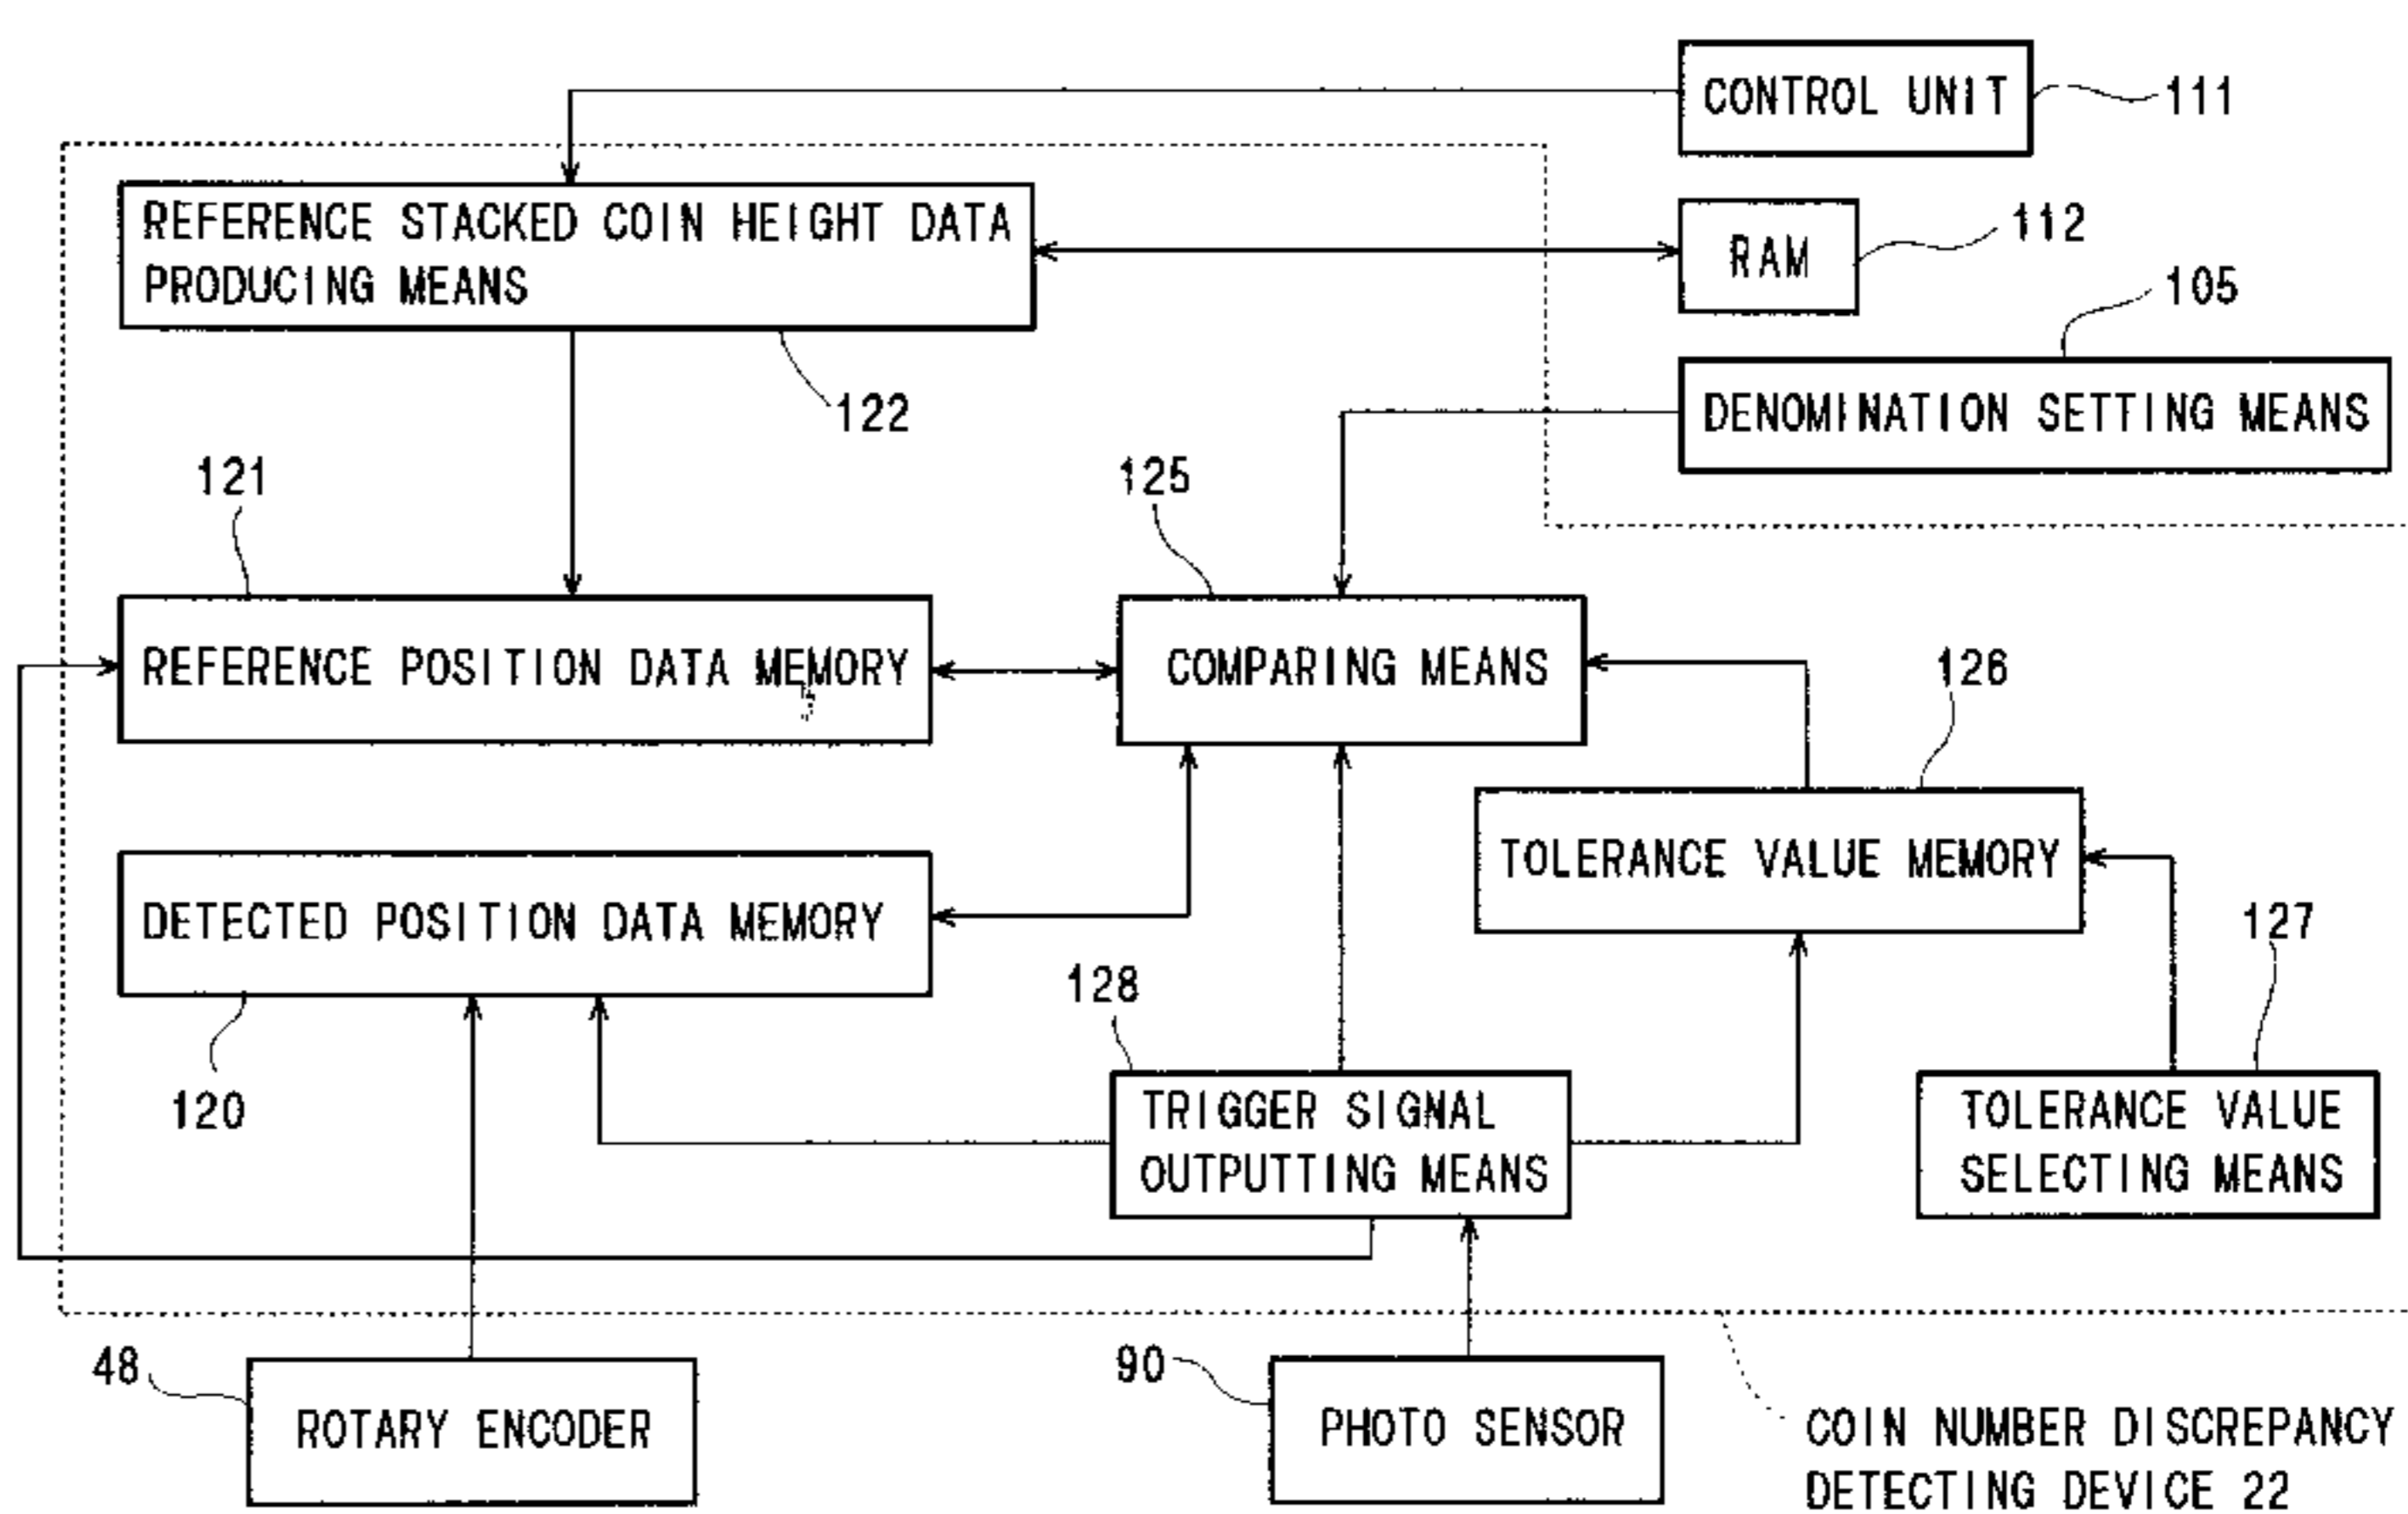 CONTROL UNIT
111
REFERENCE STACKED COIN HEIGHT DATA
PRODUCING MEANS
RAM
112
105
122
DENOMINATION SETTING MEANS
121
125
REFERENCE POSITION DATA MEMORY
COMPARING MEANS
126
TOLERANCE VALUE MEMORY
DETECTED POSITION DATA MEMORY
127
128
120
TRIGGER SIGNAL
OUTPUTTING MEANS
TOLERANCE VALUE
SELECTING MEANS
48
ROTARY ENCODER
90
PHOTO SENSOR
COIN NUMBER DISCREPANCY
DETECTING DEVICE 22